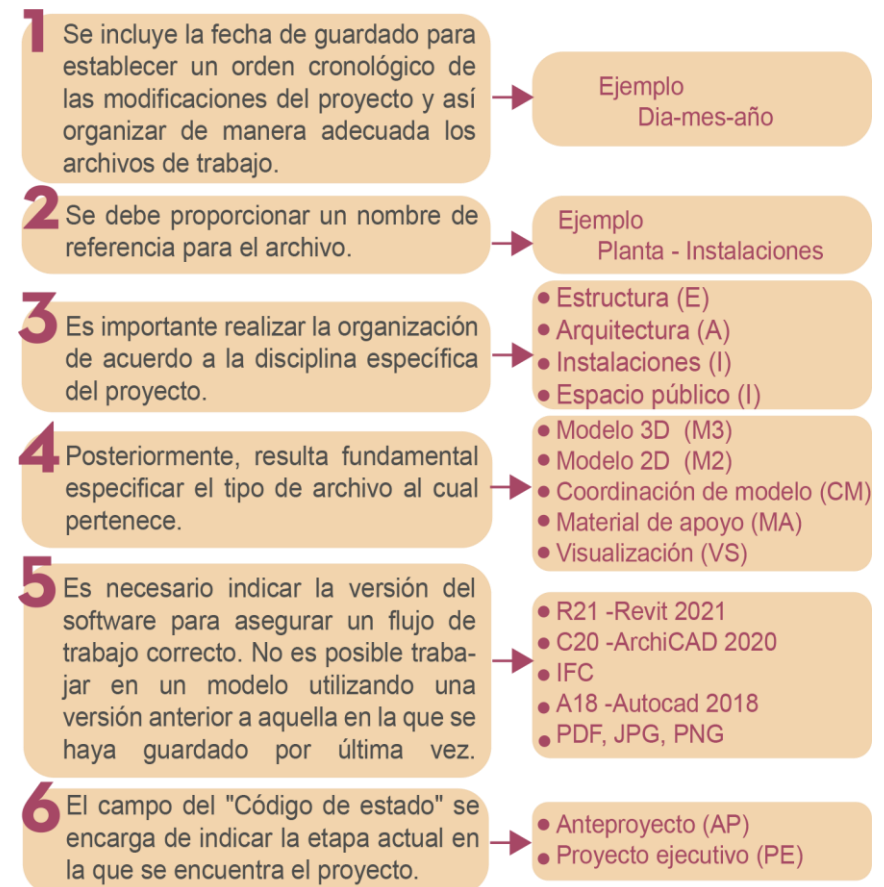 1
Se incluye la fecha de guardado para
establecer un orden cronológico de
las modificaciones del proyecto y así
organizar de manera adecuada los
archivos de trabajo.
Ejemplo
Dia-mes-año
2
Se debe proporcionar un nombre de
referencia para el archivo.
Ejemplo
Planta - Instalaciones
3
Es importante realizar la organización
de acuerdo a la disciplina específica
del proyecto.
• Estructura (E)
• Arquitectura (A)
• Instalaciones (I)
• Espacio público (I)
4
Posteriormente, resulta fundamental
especificar el tipo de archivo al cual
pertenece.
• Modelo 3D (M3)
• Modelo 2D (M2)
• Coordinación de modelo (CM)
• Material de apoyo (MA)
• Visualización (VS)
5
Es necesario indicar la versión del
software para asegurar un flujo de
trabajo correcto. No es posible traba-
jar en un modelo utilizando una
versión anterior a aquella en la que se
haya guardado por última vez.
• R21 -Revit 2021
• C20 -ArchiCAD 2020
• IFC
• A18 -Autocad 2018
• PDF, JPG, PNG
6
El campo del "Código de estado" se
encarga de indicar la etapa actual en
la que se encuentra el proyecto.
• Anteproyecto (AP)
• Proyecto ejecutivo (PE)